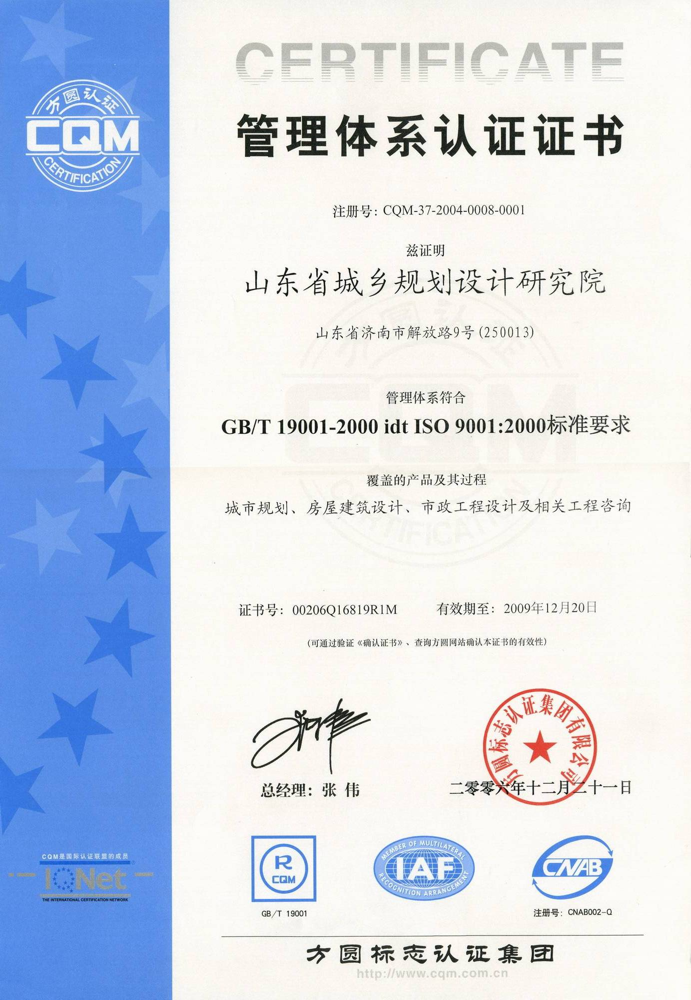 CERTIFICATE
方圆认证
CQM
CERTIFICATION
管理体系认证证书
注册号：CQM-37-2004-0008-0001
兹证明
山东省城乡规划设计研究院
山东省济南市解放路9号(250013)
管理体系符合
GB/T 19001-2000 idt ISO 9001:2000标准要求
覆盖的产品及其过程
城市规划、房屋建筑设计、市政工程设计及相关工程咨询
证书号：00206Q16819R1M 有效期至：2009年12月20日
(可通过验证《确认证书》、查询方圆网站确认本证书的有效性)
方圆标志认证集团有限公司
总经理：张 伟
二零零六年十二月二十一日
CQM是国际认证联盟的成员
IQNet
THE INTERNATIONAL CERTIFICATION NETWORK
R
CQM
GB/T 19001
MEMBER OF MULTILATERAL
IAF
RECOGNITION ARRANGEMENT
CNAB
注册号：CNAB002-Q
方圆标志认证集团
http://www.cqm.com.cn